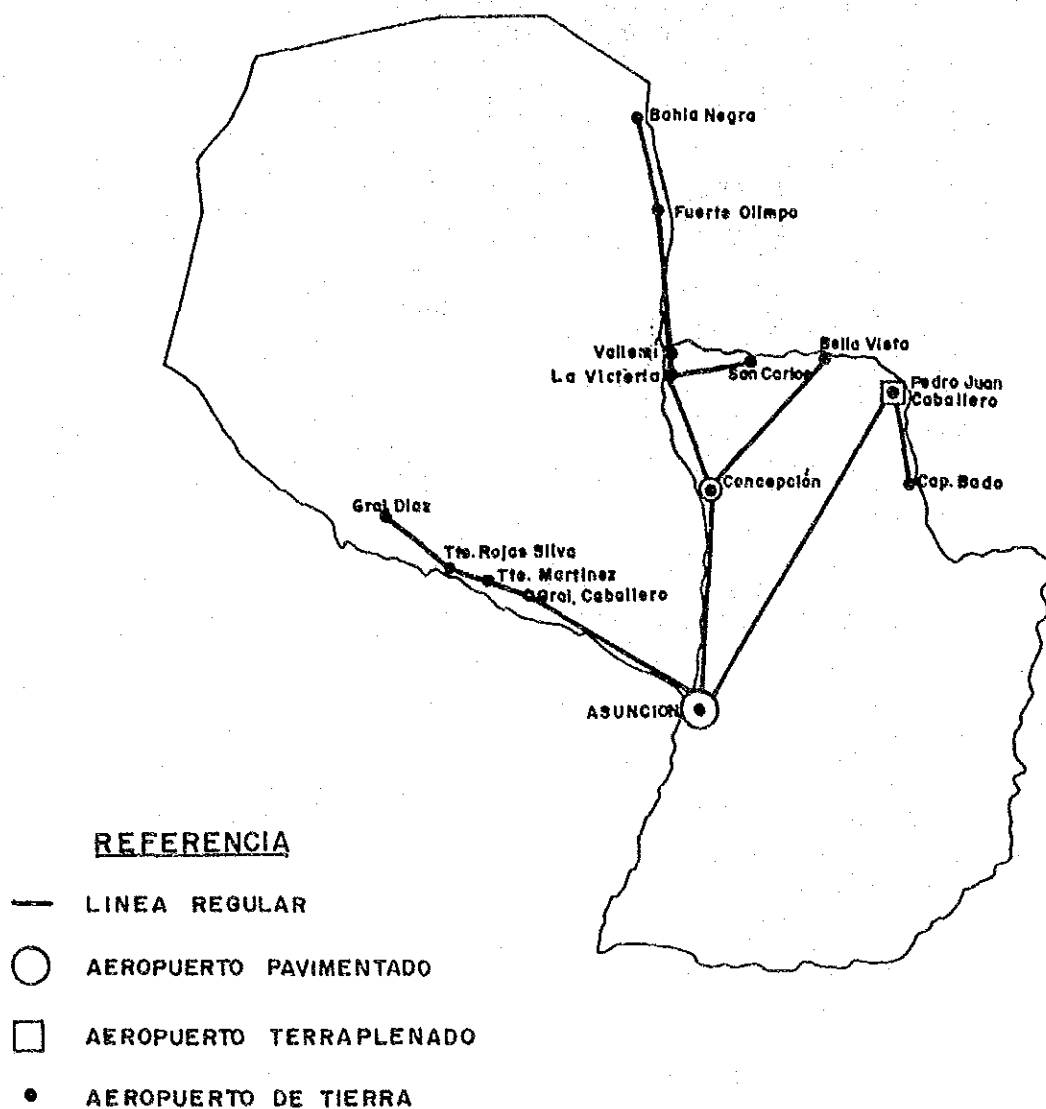 Bahia Negra
Fuerte Olimpo
Vallemi
Bella Vista
La Victoria
San Carlos
Pedro Juan
Caballero
Concepción
Cap. Bado
Gral Diaz
Tte. Rojas Silva
Tte. Martinez
Gral. Caballero
ASUNCION
REFERENCIA
LINEA REGULAR
AEROPUERTO PAVIMENTADO
AEROPUERTO TERRAPLENADO
AEROPUERTO DE TIERRA